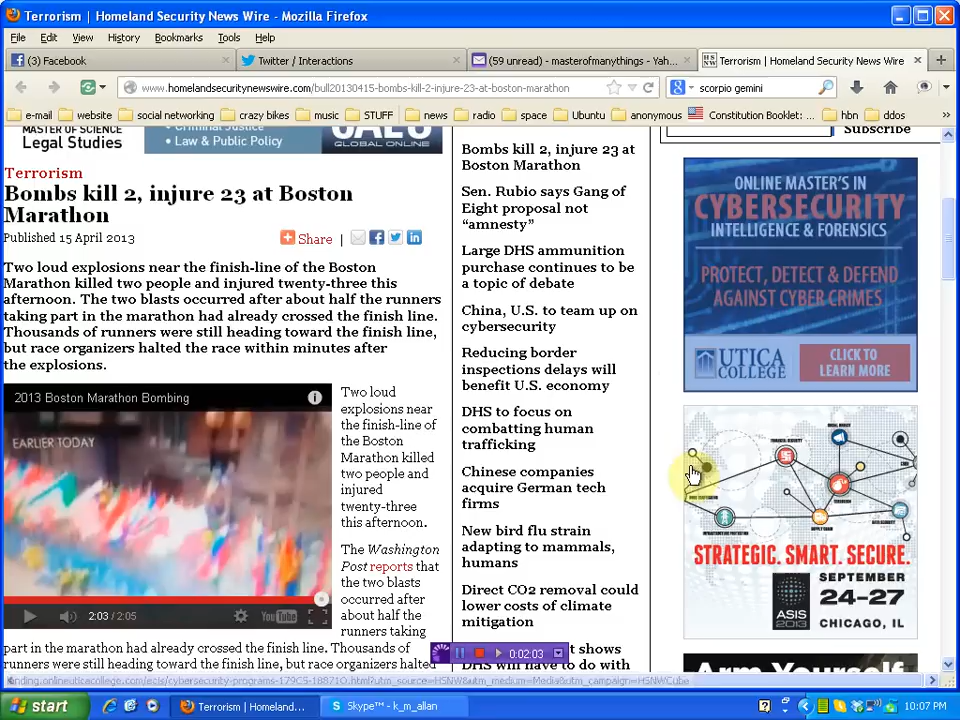 Terrorism | Homeland Security News Wire - Mozilla Firefox
File Edit View History Bookmarks Tools Help
(3) Facebook
Twitter / Interactions
(59 unread) - masterofmanythings - Yah...
Terrorism | Homeland Security News Wire
www.homelandsecuritynewswire.com/bull20130415-bombs-kill-2-injure-23-at-boston-marathon
scorpio gemini
e-mail website social networking crazy bikes music STUFF news radio space Ubuntu anonymous Constitution Booklet: ... hbn ddos
MASTER OF SCIENCE
Legal Studies
• Criminal Justice
• Law & Public Policy
GLOBAL ONLINE
Terrorism
Bombs kill 2, injure 23 at Boston
Marathon
Published 15 April 2013
Share |
Two loud explosions near the finish-line of the Boston
Marathon killed two people and injured twenty-three this
afternoon. The two blasts occurred after about half the runners
taking part in the marathon had already crossed the finish line.
Thousands of runners were still heading toward the finish line,
but race organizers halted the race within minutes after
the explosions.
2013 Boston Marathon Bombing
EARLIER TODAY
2:03 / 2:05
YouTube
Two loud
explosions near
the finish-line of
the Boston
Marathon killed
two people and
injured
twenty-three
this afternoon.
The Washington
Post reports that
the two blasts
occurred after
about half the
runners taking
part in the marathon had already crossed the finish line. Thousands of
runners were still heading toward the finish line, but race organizers halted
Bombs kill 2, injure 23 at
Boston Marathon
Sen. Rubio says Gang of
Eight proposal not
“amnesty”
Large DHS ammunition
purchase continues to be
a topic of debate
China, U.S. to team up on
cybersecurity
Reducing border
inspections delays will
benefit U.S. economy
DHS to focus on
combatting human
trafficking
Chinese companies
acquire German tech
firms
New bird flu strain
adapting to mammals,
humans
Direct CO2 removal could
lower costs of climate
mitigation
t shows
DHS will have to do with
0:02:03
Subscribe
ONLINE MASTER'S IN
CYBERSECURITY
INTELLIGENCE & FORENSICS
PROTECT, DETECT & DEFEND
AGAINST CYBER CRIMES
UTICA
COLLEGE
CLICK TO
LEARN MORE
STRATEGIC. SMART. SECURE.
ASIS
2013
SEPTEMBER
24-27
CHICAGO, IL
Arm Yourself
start
Terrorism | Homeland...
Skype™ - k_m_allan
10:07 PM